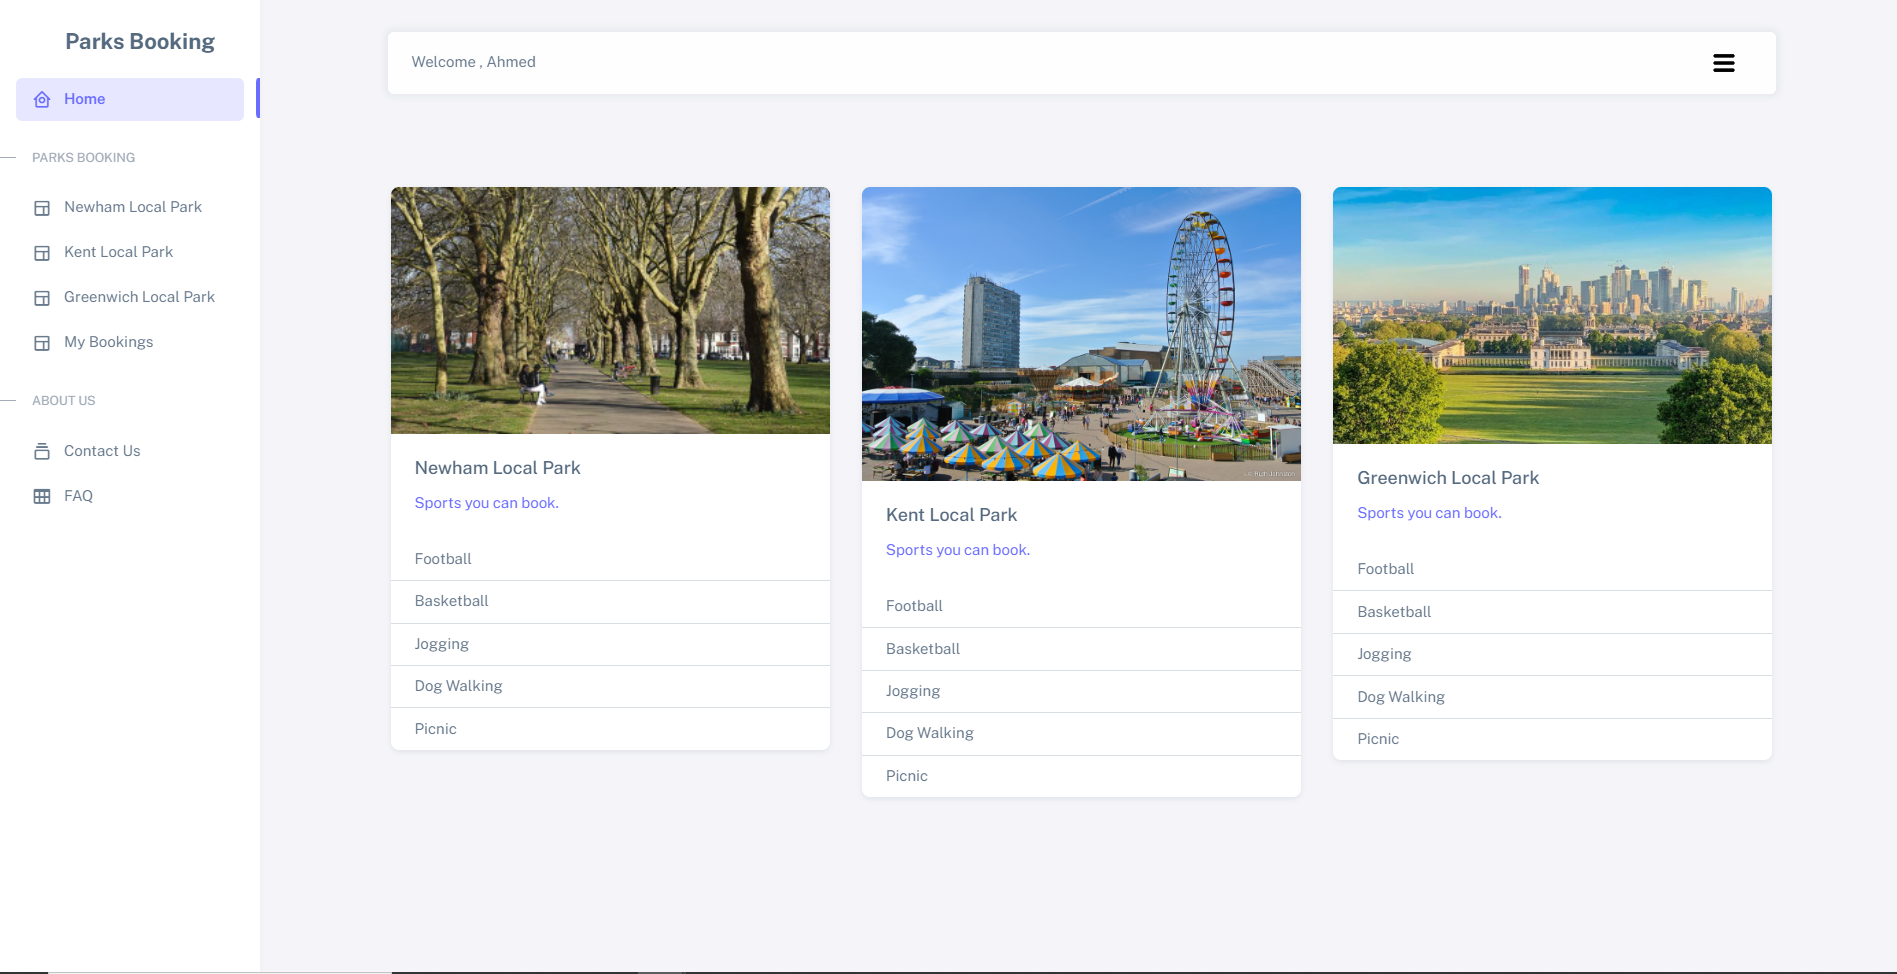 Parks Booking
Home
PARKS BOOKING
Newham Local Park
Kent Local Park
Greenwich Local Park
My Bookings
ABOUT US
Contact Us
FAQ
Welcome , Ahmed
Newham Local Park
Sports you can book.
Football
Basketball
Jogging
Dog Walking
Picnic
© Ruth Johnston
Kent Local Park
Sports you can book.
Football
Basketball
Jogging
Dog Walking
Picnic
Greenwich Local Park
Sports you can book.
Football
Basketball
Jogging
Dog Walking
Picnic